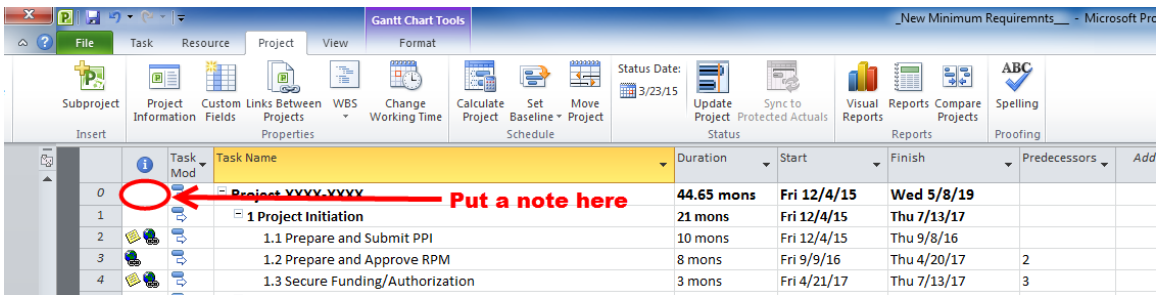 Gantt Chart Tools
_New Minimum Requiremnts__ - Microsoft Pro
File Task Resource Project View Format
Subproject
Project Information
Custom Fields
Links Between Projects
WBS
Change Working Time
Calculate Project
Set Baseline
Move Project
Status Date:
3/23/15
Update Project
Sync to Protected Actuals
Visual Reports
Reports
Compare Projects
ABC
Spelling
Insert Properties Schedule Status Reports Proofing
Task Mod Task Name Duration Start Finish Predecessors Add
0 Project XXXX-XXXX 44.65 mons Fri 12/4/15 Wed 5/8/19
Put a note here
1 1 Project Initiation 21 mons Fri 12/4/15 Thu 7/13/17
2 1.1 Prepare and Submit PPI 10 mons Fri 12/4/15 Thu 9/8/16
3 1.2 Prepare and Approve RPM 8 mons Fri 9/9/16 Thu 4/20/17 2
4 1.3 Secure Funding/Authorization 3 mons Fri 4/21/17 Thu 7/13/17 3